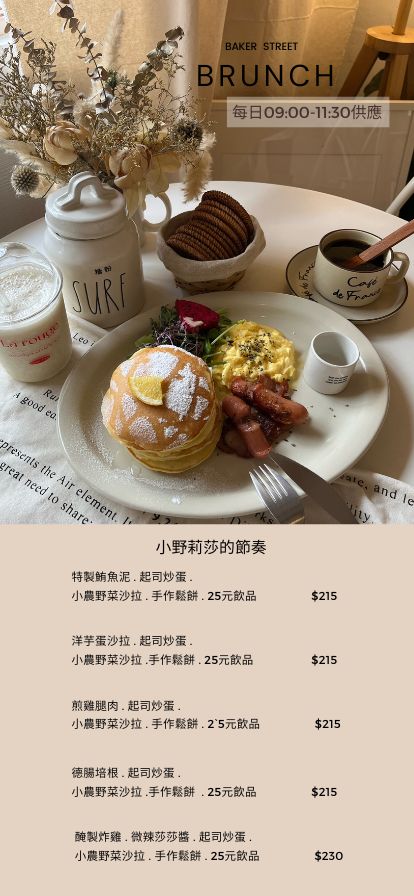 BAKER STREET
BRUNCH
每日09:00-11:30供應
SURF
La rouge
Café
de Franc
小野莉莎的節奏
特製鮪魚泥 . 起司炒蛋 .
小農野菜沙拉 . 手作鬆餅 . 25元飲品 $215
洋芋蛋沙拉 . 起司炒蛋 .
小農野菜沙拉 .手作鬆餅 . 25元飲品 $215
煎雞腿肉 . 起司炒蛋 .
小農野菜沙拉 . 手作鬆餅 . 2`5元飲品 $215
德腸培根 . 起司炒蛋 .
小農野菜沙拉 .手作鬆餅 . 25元飲品 $215
醃製炸雞 . 微辣莎莎醬 . 起司炒蛋 .
小農野菜沙拉 . 手作鬆餅 . 25元飲品 $230